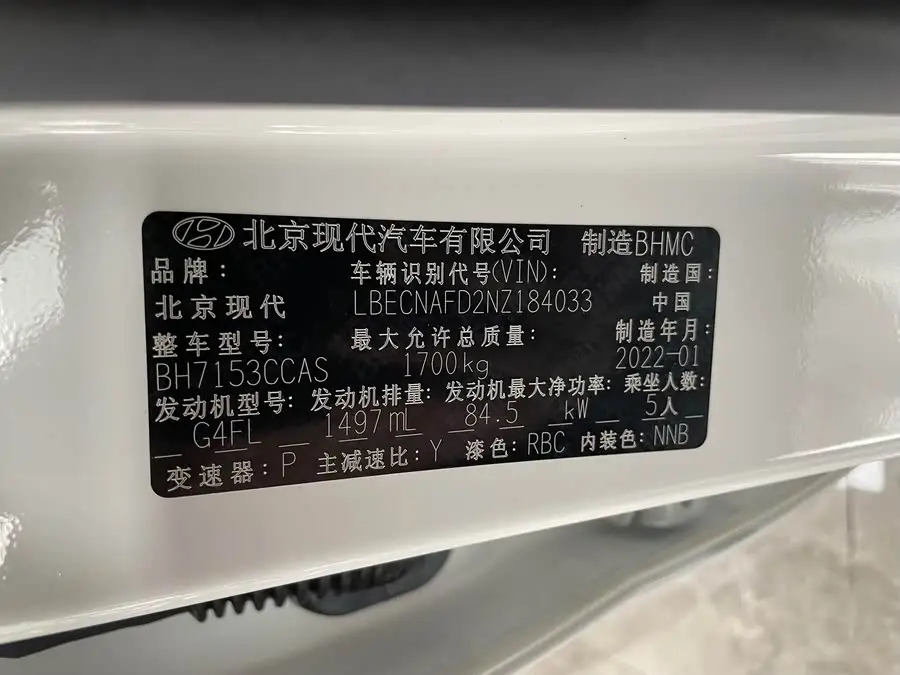 北京现代汽车有限公司 制造BHMC
品牌: 车辆识别代号(VIN): 制造国:
北京现代 LBECNAFD2NZ184033 中国
整车型号: 最大允许总质量: 制造年月:
BH7153CCAS 1700kg 2022-01
发动机型号: 发动机排量: 发动机最大净功率: 乘坐人数:
G4FL 1497mL 84.5 kW 5人
变速器: P 主减速比: Y 漆色: RBC 内装色: NNB